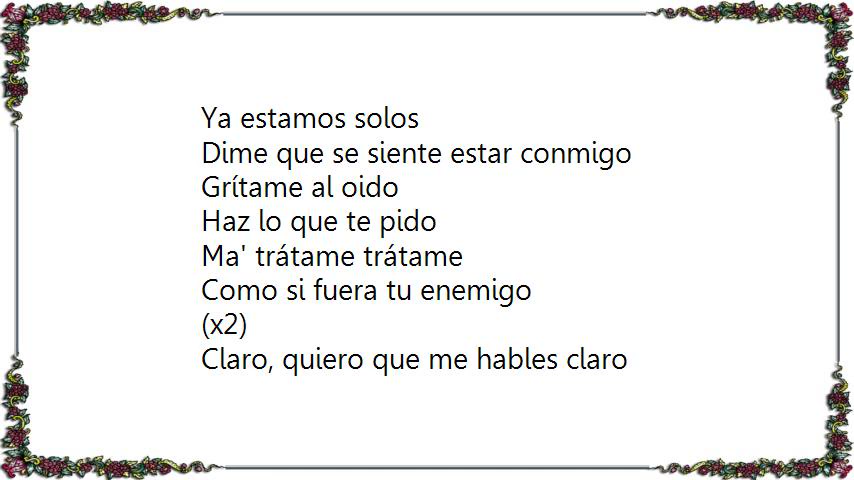 Ya estamos solos
Dime que se siente estar conmigo
Grítame al oido
Haz lo que te pido
Ma' trátame trátame
Como si fuera tu enemigo
(x2)
Claro, quiero que me hables claro